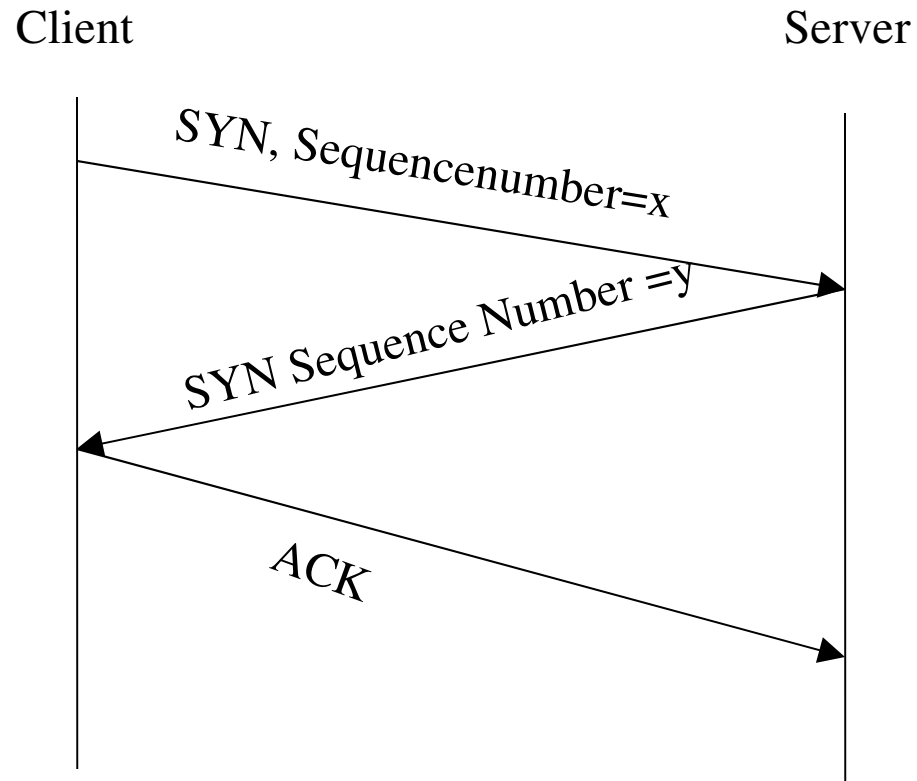 Client
Server
SYN, Sequencenumber=x
SYN Sequence Number =y
ACK